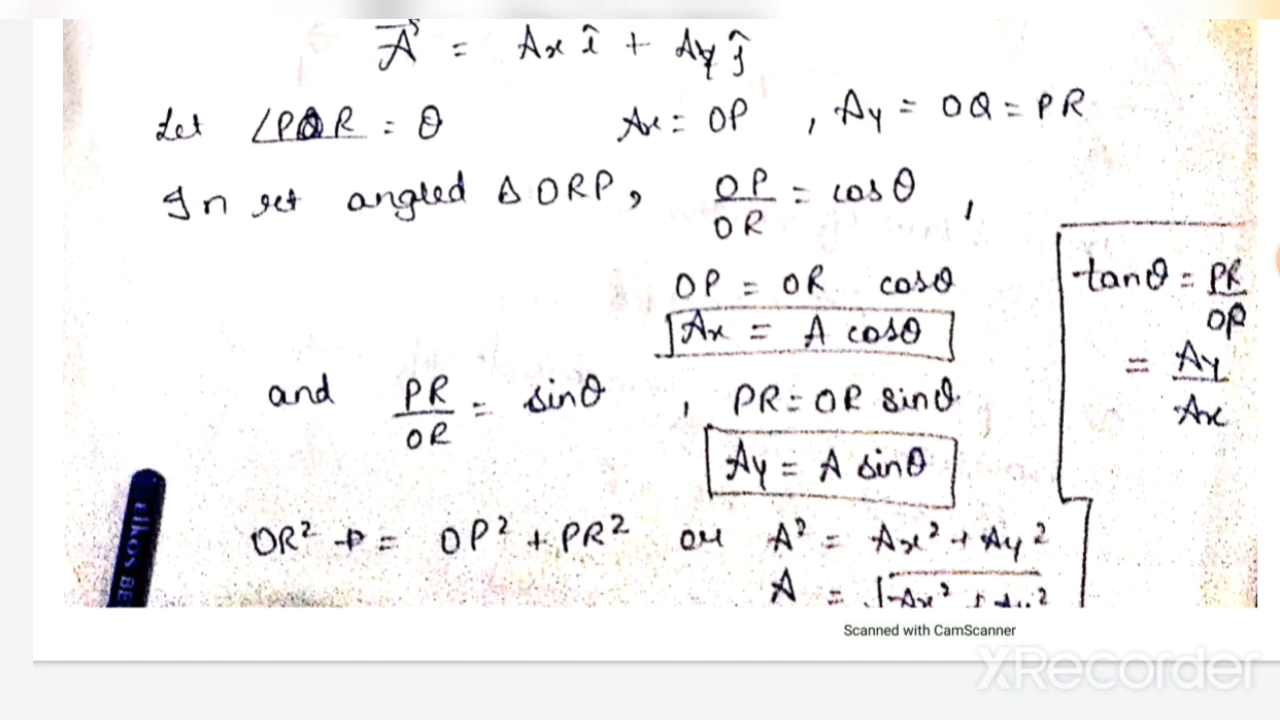 A⃗ = Ax î + Ay ĵ
Let ∠POR = θ Ax = OP , Ay = OQ = PR
In rt angled Δ ORP, OP/OR = cosθ ,
OP = OR cosθ
Ax = A cosθ
tanθ = PR/OP
= Ay/Ax
and PR/OR = sinθ , PR = OR sinθ
Ay = A sinθ
OR² = OP² + PR² or A² = Ax² + Ay²
A = √Ax² + Ay²
Scanned with CamScanner
XRecorder